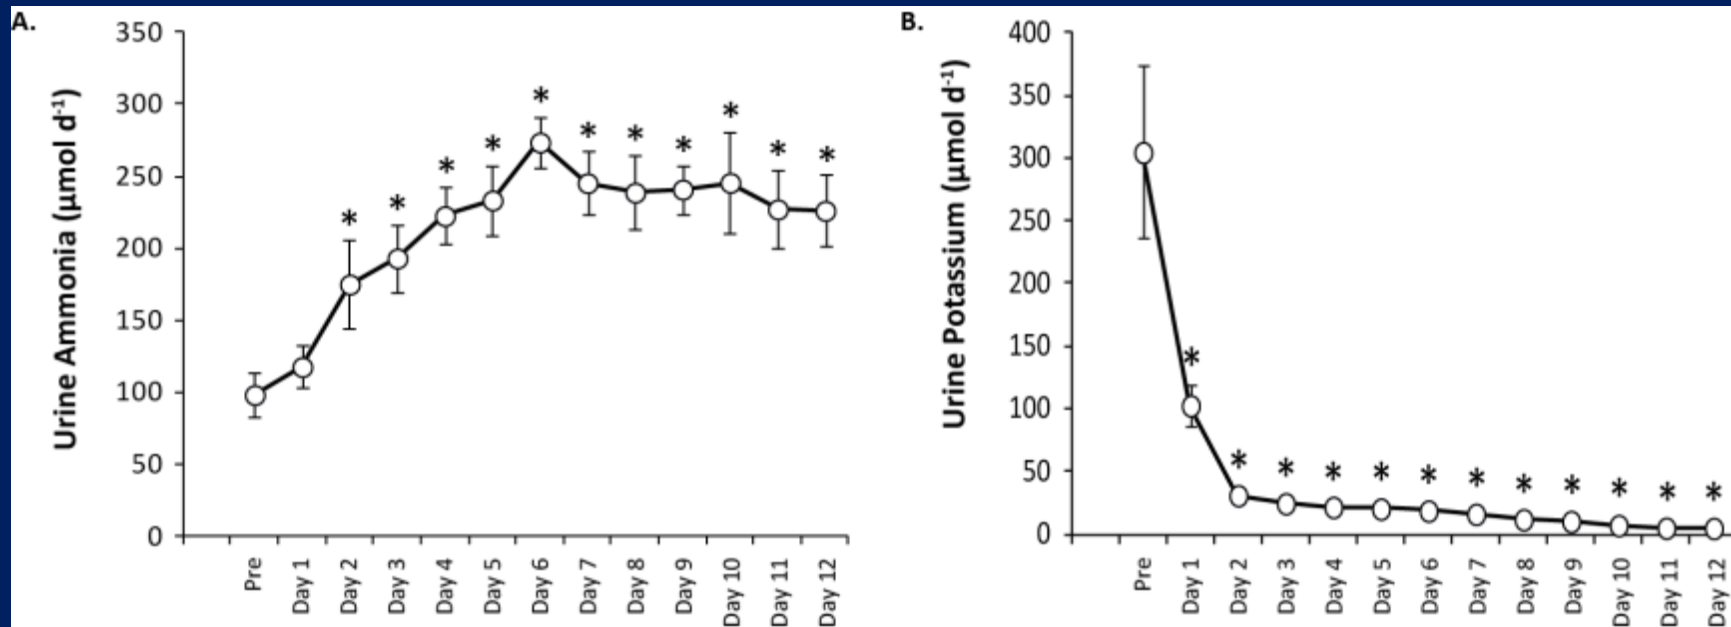 A.
Urine Ammonia (µmol d-1)
350
300
250
200
150
100
50
0
*
*
*
*
*
*
*
*
*
*
*
Pre
Day 1
Day 2
Day 3
Day 4
Day 5
Day 6
Day 7
Day 8
Day 9
Day 10
Day 11
Day 12
B.
Urine Potassium (µmol d-1)
400
350
300
250
200
150
100
50
0
*
*
*
*
*
*
*
*
*
*
*
*
Pre
Day 1
Day 2
Day 3
Day 4
Day 5
Day 6
Day 7
Day 8
Day 9
Day 10
Day 11
Day 12